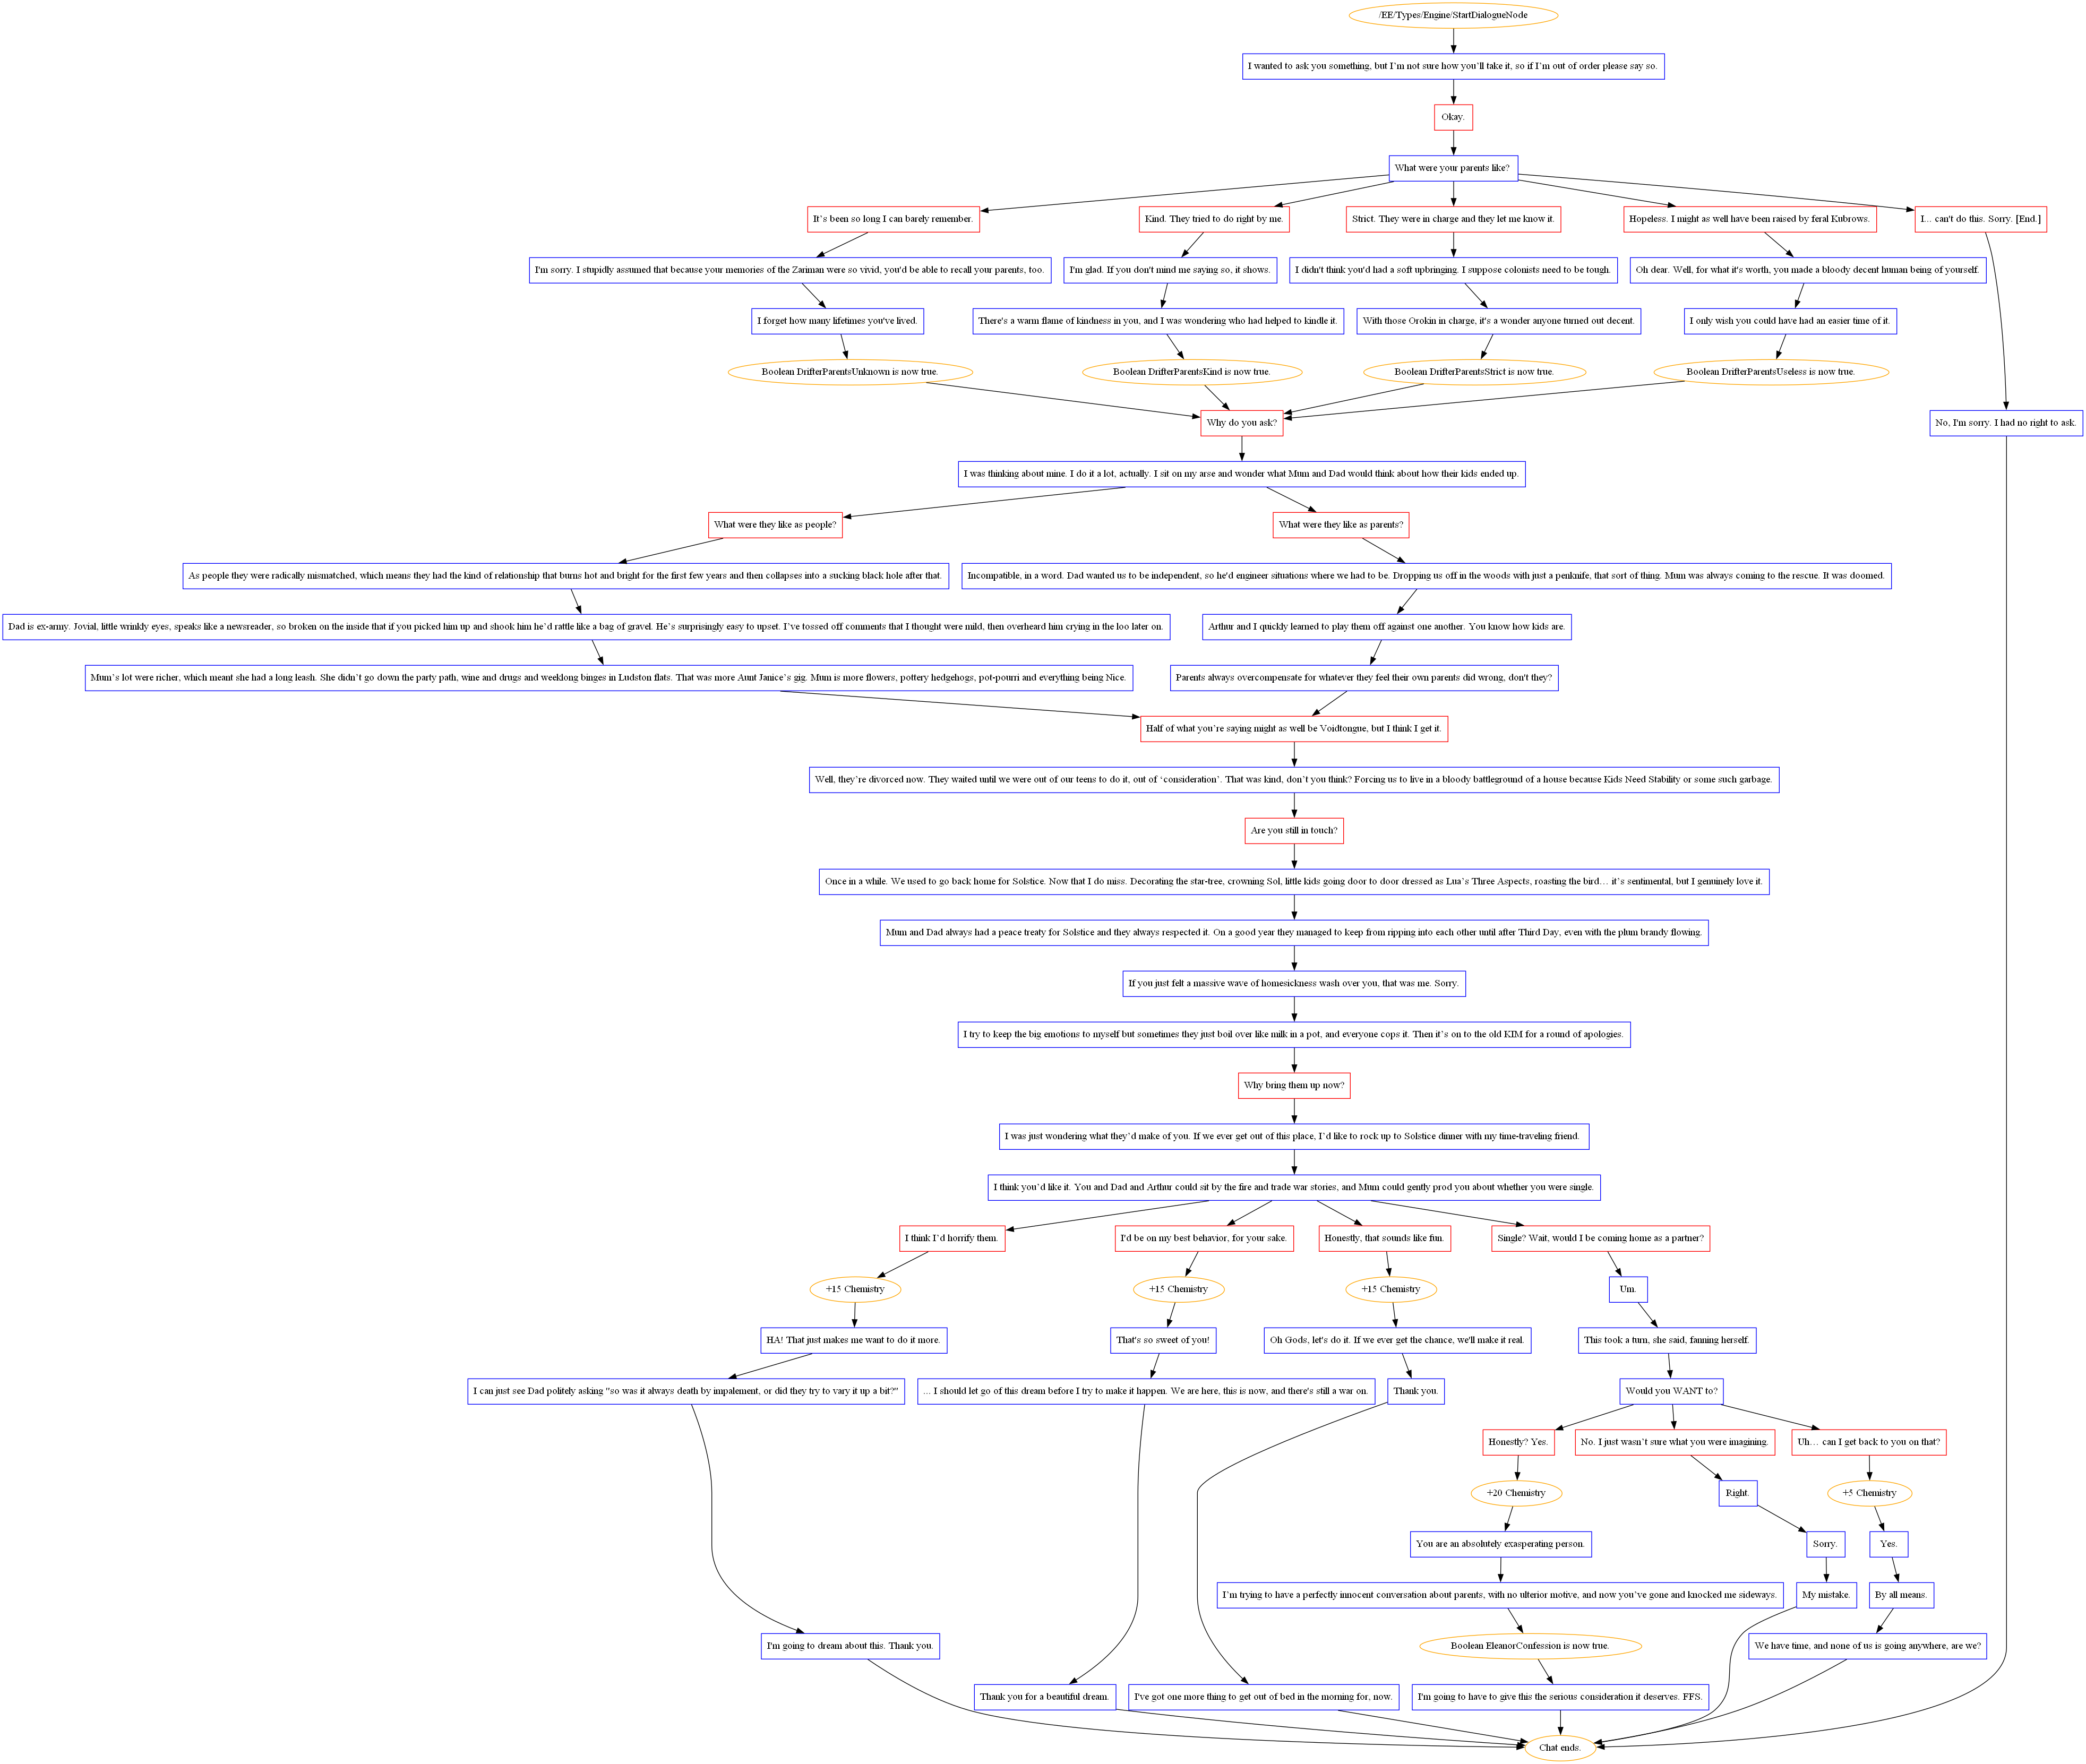 /EE/Types/Engine/StartDialogueNode
I wanted to ask you something, but I’m not sure how you’ll take it, so if I’m out of order please say so.
Okay.
What were your parents like?
It’s been so long I can barely remember.
Kind. They tried to do right by me.
Strict. They were in charge and they let me know it.
Hopeless. I might as well have been raised by feral Kubrows.
I... can't do this. Sorry. [End.]
I'm sorry. I stupidly assumed that because your memories of the Zariman were so vivid, you'd be able to recall your parents, too.
I'm glad. If you don't mind me saying so, it shows.
I didn't think you'd had a soft upbringing. I suppose colonists need to be tough.
Oh dear. Well, for what it's worth, you made a bloody decent human being of yourself.
I forget how many lifetimes you've lived.
There's a warm flame of kindness in you, and I was wondering who had helped to kindle it.
With those Orokin in charge, it's a wonder anyone turned out decent.
I only wish you could have had an easier time of it.
Boolean DrifterParentsUnknown is now true.
Boolean DrifterParentsKind is now true.
Boolean DrifterParentsStrict is now true.
Boolean DrifterParentsUseless is now true.
Why do you ask?
No, I'm sorry. I had no right to ask.
I was thinking about mine. I do it a lot, actually. I sit on my arse and wonder what Mum and Dad would think about how their kids ended up.
What were they like as people?
What were they like as parents?
As people they were radically mismatched, which means they had the kind of relationship that burns hot and bright for the first few years and then collapses into a sucking black hole after that.
Incompatible, in a word. Dad wanted us to be independent, so he'd engineer situations where we had to be. Dropping us off in the woods with just a penknife, that sort of thing. Mum was always coming to the rescue. It was doomed.
Dad is ex-army. Jovial, little wrinkly eyes, speaks like a newsreader, so broken on the inside that if you picked him up and shook him he’d rattle like a bag of gravel. He’s surprisingly easy to upset. I’ve tossed off comments that I thought were mild, then overheard him crying in the loo later on.
Arthur and I quickly learned to play them off against one another. You know how kids are.
Mum’s lot were richer, which meant she had a long leash. She didn’t go down the party path, wine and drugs and weeklong binges in Ludston flats. That was more Aunt Janice’s gig. Mum is more flowers, pottery hedgehogs, pot-pourri and everything being Nice.
Parents always overcompensate for whatever they feel their own parents did wrong, don't they?
Half of what you’re saying might as well be Voidtongue, but I think I get it.
Well, they’re divorced now. They waited until we were out of our teens to do it, out of ‘consideration’. That was kind, don’t you think? Forcing us to live in a bloody battleground of a house because Kids Need Stability or some such garbage.
Are you still in touch?
Once in a while. We used to go back home for Solstice. Now that I do miss. Decorating the star-tree, crowning Sol, little kids going door to door dressed as Lua’s Three Aspects, roasting the bird… it’s sentimental, but I genuinely love it.
Mum and Dad always had a peace treaty for Solstice and they always respected it. On a good year they managed to keep from ripping into each other until after Third Day, even with the plum brandy flowing.
If you just felt a massive wave of homesickness wash over you, that was me. Sorry.
I try to keep the big emotions to myself but sometimes they just boil over like milk in a pot, and everyone cops it. Then it’s on to the old KIM for a round of apologies.
Why bring them up now?
I was just wondering what they’d make of you. If we ever get out of this place, I’d like to rock up to Solstice dinner with my time-traveling friend.
I think you’d like it. You and Dad and Arthur could sit by the fire and trade war stories, and Mum could gently prod you about whether you were single.
I think I’d horrify them.
I'd be on my best behavior, for your sake.
Honestly, that sounds like fun.
Single? Wait, would I be coming home as a partner?
+15 Chemistry
+15 Chemistry
+15 Chemistry
Um.
HA! That just makes me want to do it more.
That's so sweet of you!
Oh Gods, let's do it. If we ever get the chance, we'll make it real.
This took a turn, she said, fanning herself.
I can just see Dad politely asking "so was it always death by impalement, or did they try to vary it up a bit?"
... I should let go of this dream before I try to make it happen. We are here, this is now, and there's still a war on.
Thank you.
Would you WANT to?
Honestly? Yes.
No. I just wasn’t sure what you were imagining.
Uh… can I get back to you on that?
+20 Chemistry
Right.
+5 Chemistry
You are an absolutely exasperating person.
Sorry.
Yes.
I’m trying to have a perfectly innocent conversation about parents, with no ulterior motive, and now you’ve gone and knocked me sideways.
My mistake.
By all means.
I'm going to dream about this. Thank you.
Boolean EleanorConfession is now true.
We have time, and none of us is going anywhere, are we?
Thank you for a beautiful dream.
I've got one more thing to get out of bed in the morning for, now.
I'm going to have to give this the serious consideration it deserves. FFS.
Chat ends.